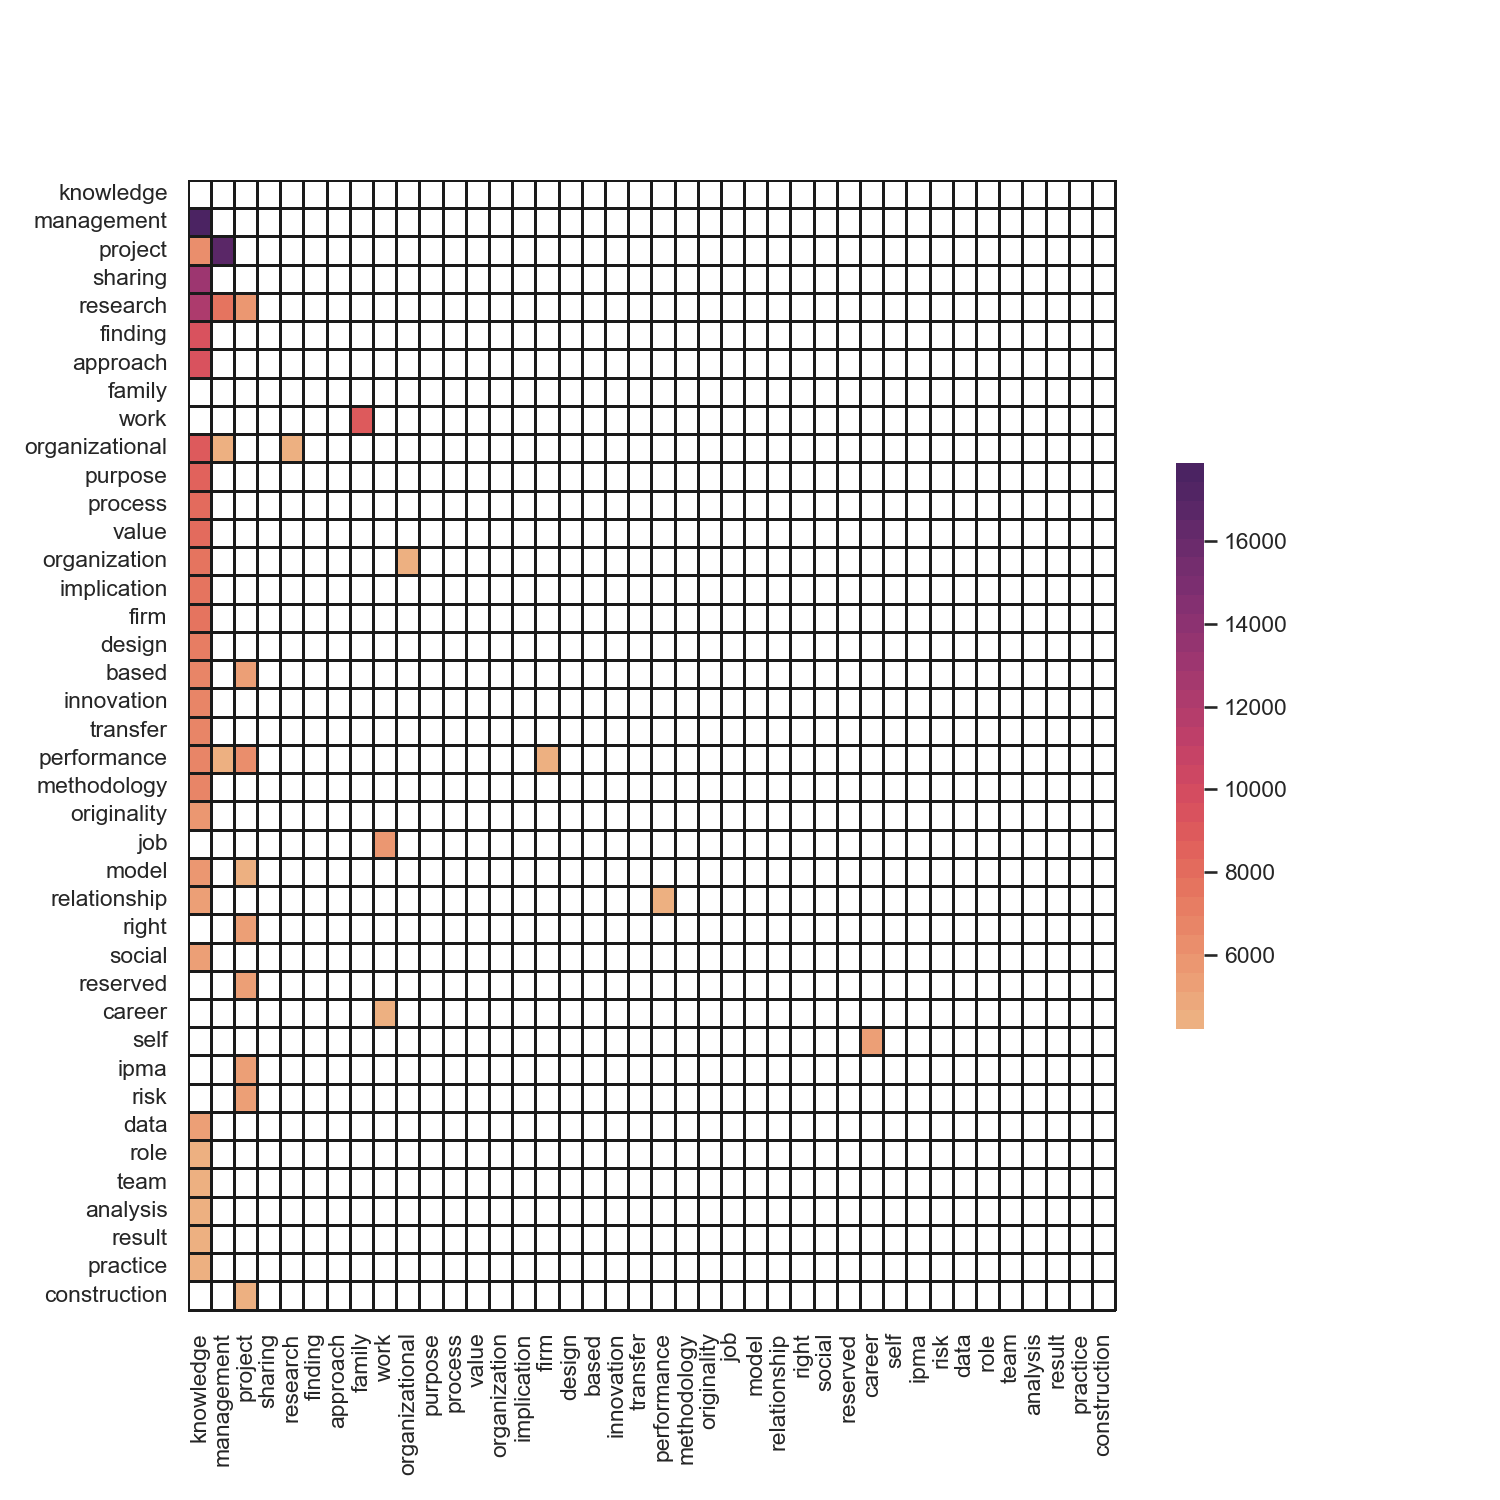 knowledge
management
project
sharing
research
finding
approach
family
work
organizational
purpose
process
value
organization
implication
firm
design
based
innovation
transfer
performance
methodology
originality
job
model
relationship
right
social
reserved
career
self
ipma
risk
data
role
team
analysis
result
practice
construction
16000
14000
12000
10000
8000
6000
knowledge
management
project
sharing
research
finding
approach
family
work
organizational
purpose
process
value
organization
implication
firm
design
based
innovation
transfer
performance
methodology
originality
job
model
relationship
right
social
reserved
career
self
ipma
risk
data
role
team
analysis
result
practice
construction